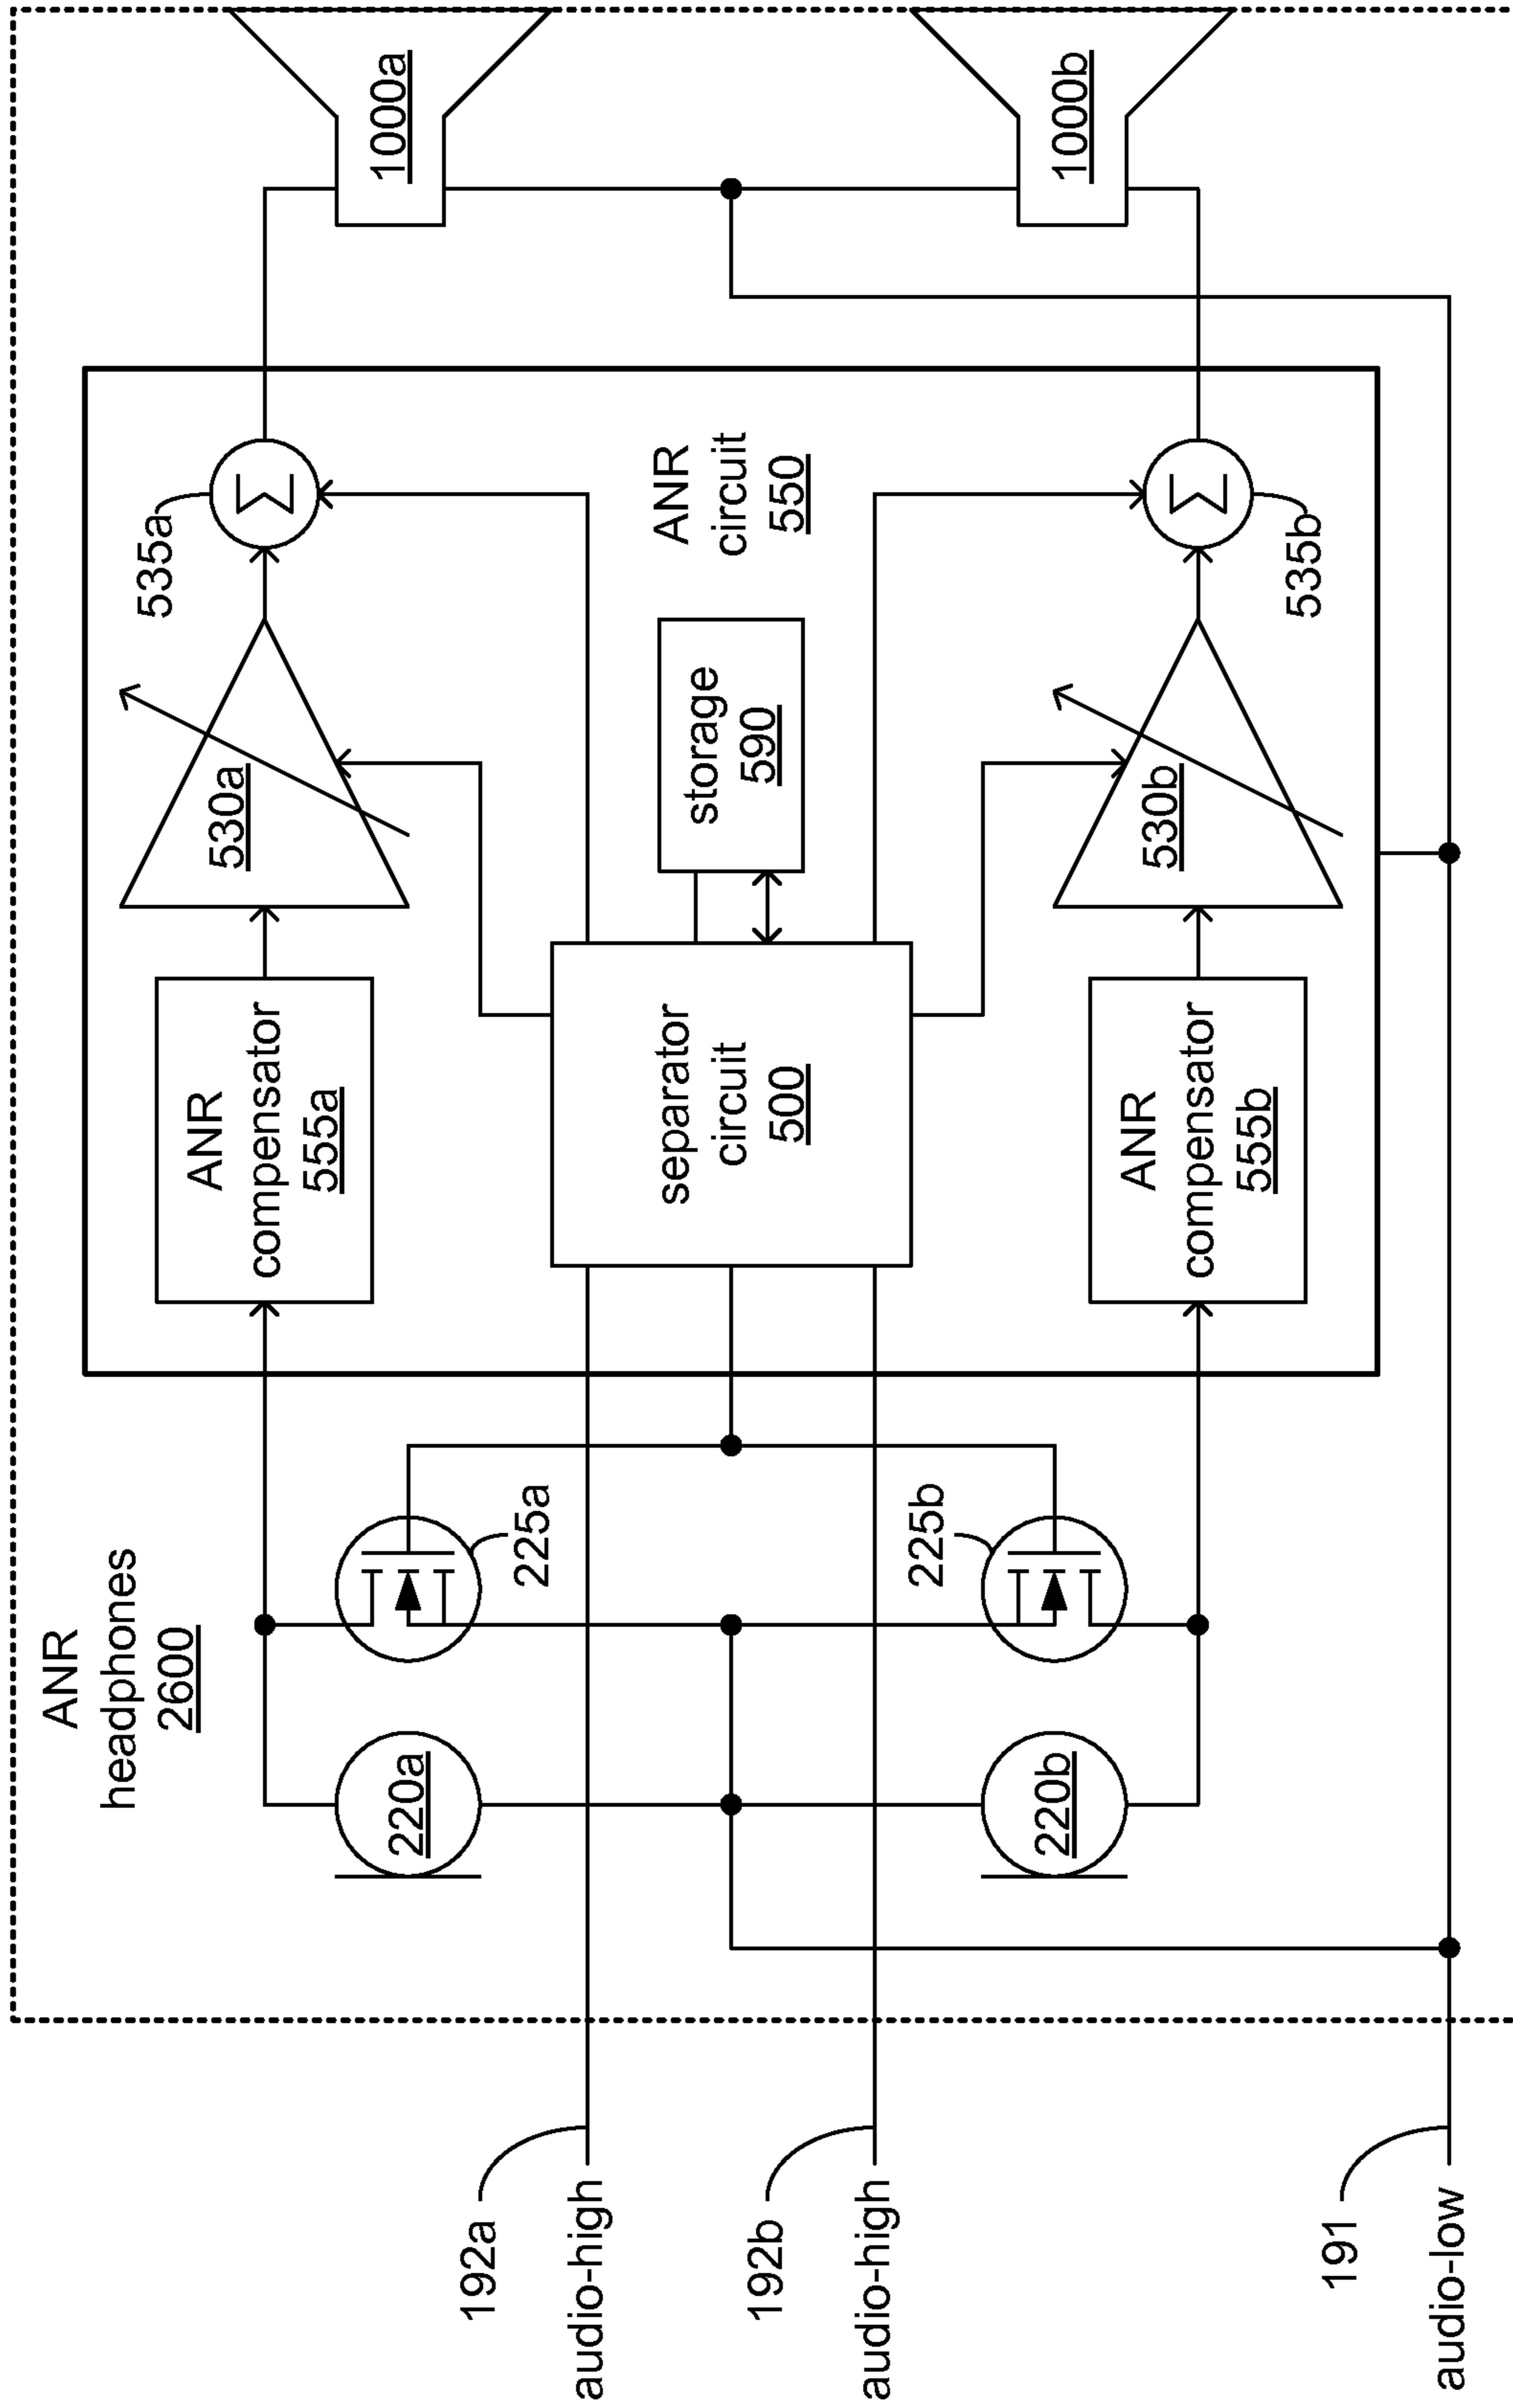 ANR
headphones
2600
192a
audio-high
192b
audio-high
191
audio-low
220a
220b
225a
225b
ANR
compensator
555a
separator
circuit
500
ANR
compensator
555b
530a
storage
590
530b
535a
Σ
ANR
circuit
550
Σ
535b
1000a
1000b